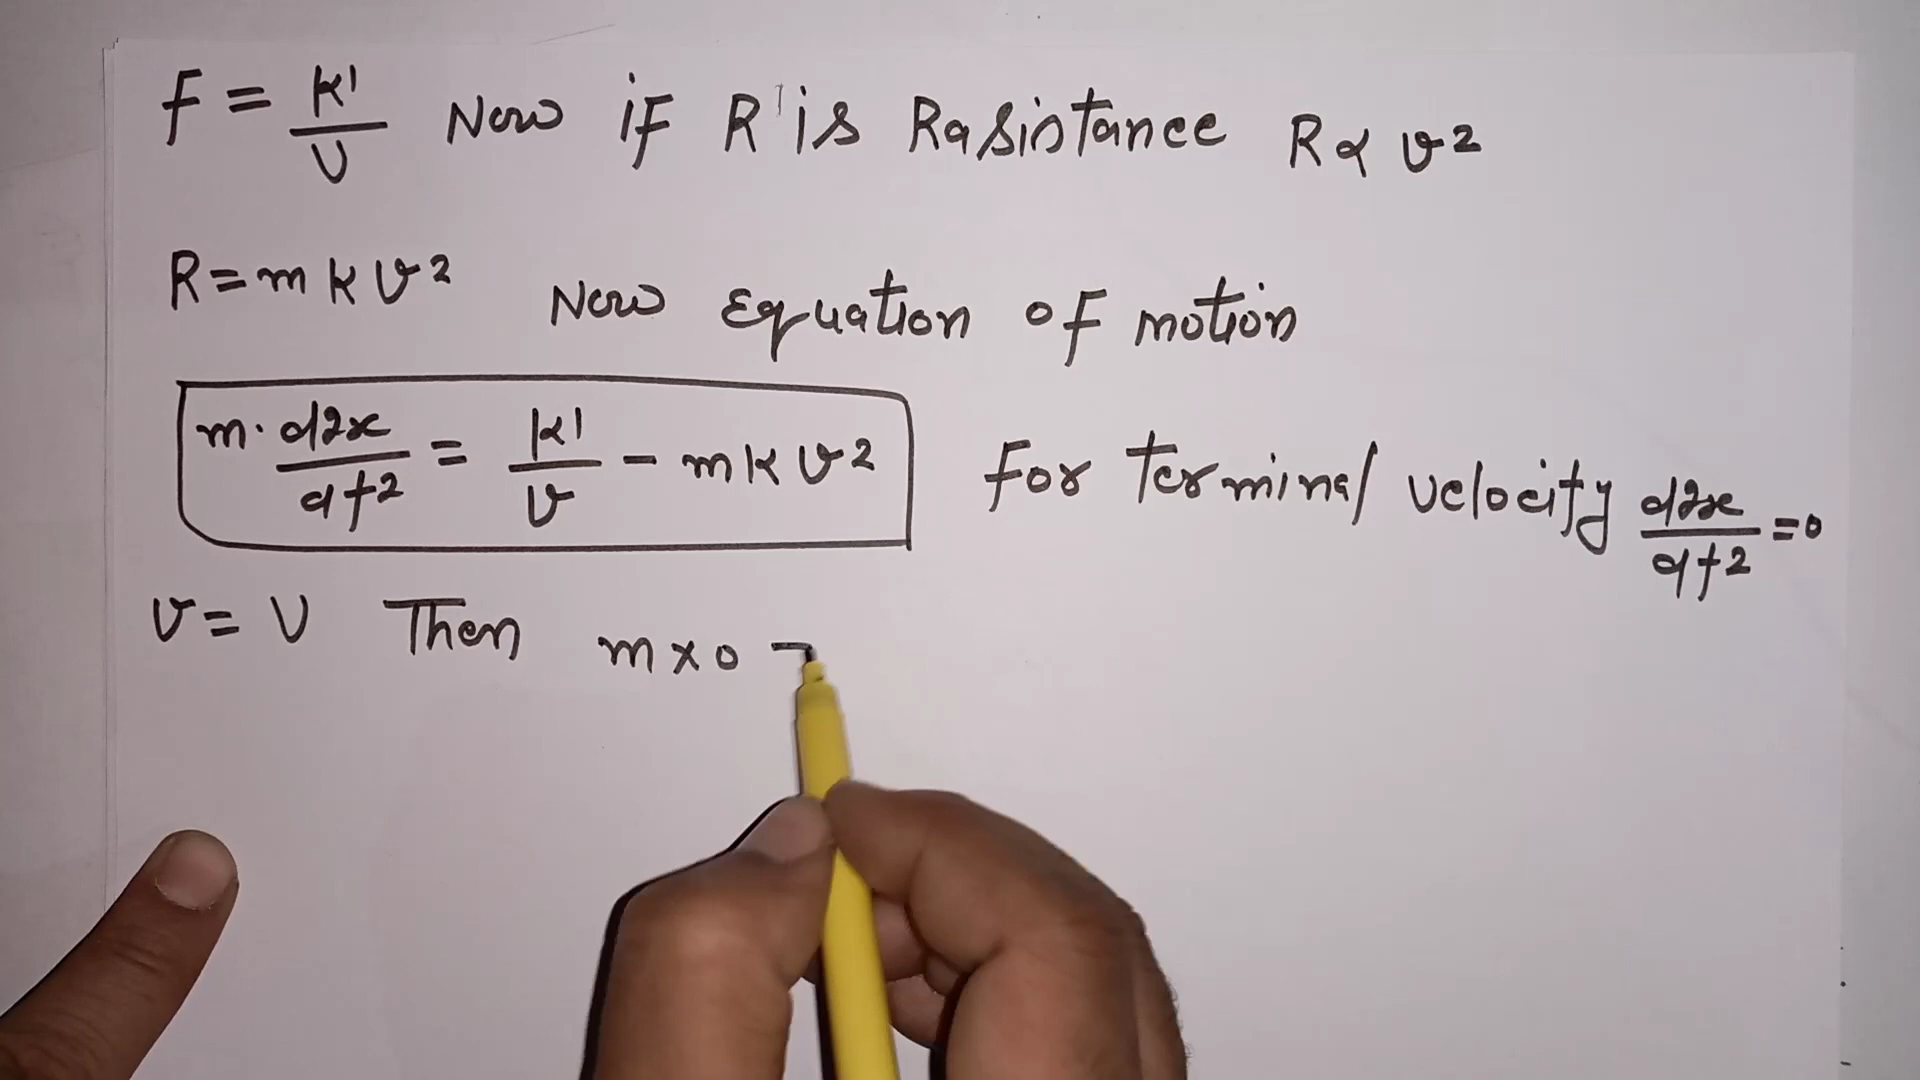 F = k'/v Now if R is Rasistance R ∝ v²
R = m k v² Now Equation of motion
m. d2x/dt2 = k'/v - m k v2 For Terminal velocity d2x/dt2 = 0
v = V Then m x 0 =